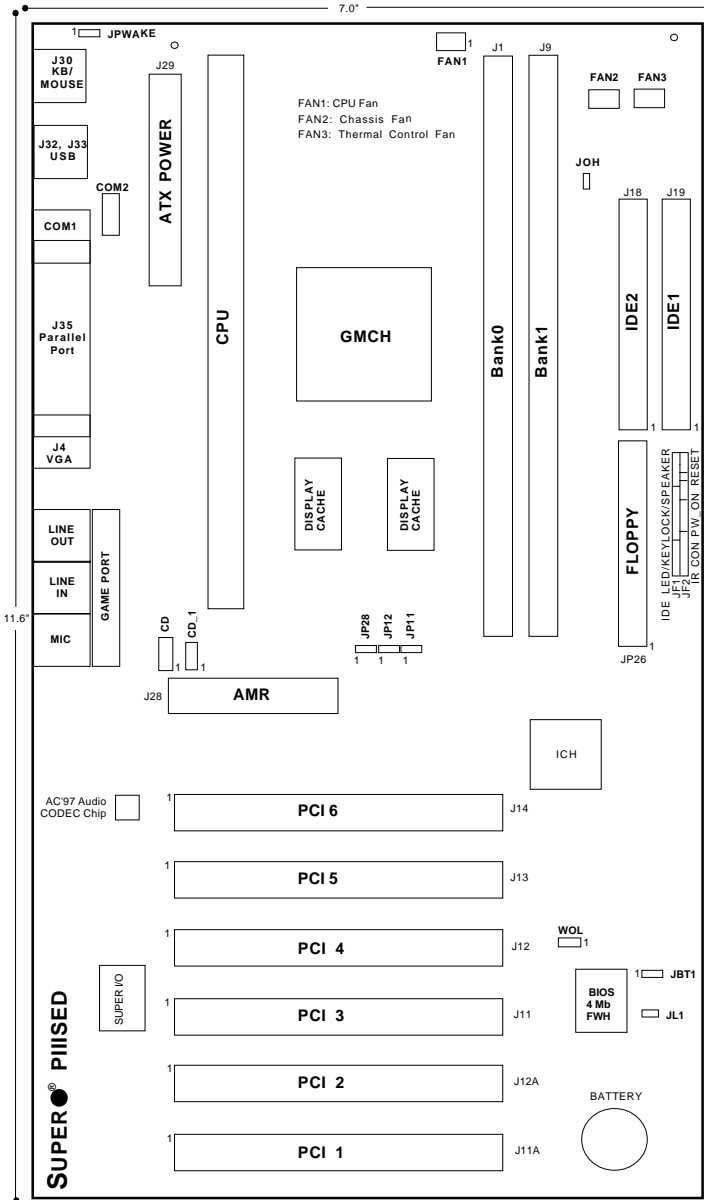 7.0"
1 JPWAKE
J30
KB/
MOUSE
J29
FAN1
1
J1
J9
FAN2
FAN3
FAN1: CPU Fan
FAN2: Chassis Fan
FAN3: Thermal Control Fan
J32, J33
USB
ATX POWER
JOH
COM2
COM1
J18
J19
J35
Parallel
Port
CPU
GMCH
Bank0
Bank1
IDE2
IDE1
1
1
J4
VGA
DISPLAY
CACHE
DISPLAY
CACHE
FLOPPY
1
JP26
IDE LED/KEYLOCK/SPEAKER
JF1
JF2
IR CON PW_ON RESET
LINE
OUT
LINE
IN
MIC
GAME PORT
11.6"
CD
1
CD_1
1
JP28
JP12
JP11
1
1
1
J28
AMR
ICH
AC'97 Audio
CODEC Chip
1
PCI 6
J14
1
PCI 5
J13
1
PCI 4
J12
WOL
1
SUPER I/O
1
PCI 3
J11
BIOS
4 Mb
FWH
1
JBT1
JL1
1
PCI 2
J12A
BATTERY
1
PCI 1
J11A
SUPER ® PIIISED